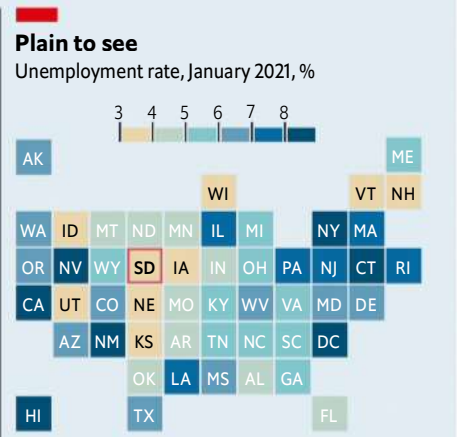 Plain to see
Unemployment rate, January 2021, %
3 4 5 6 7 8
AK ME
WI VT NH
WA ID MT ND MN IL MI NY MA
OR NV WY SD IA IN OH PA NJ CT RI
CA UT CO NE MO KY WV VA MD DE
AZ NM KS AR TN NC SC DC
OK LA MS AL GA
HI TX FL